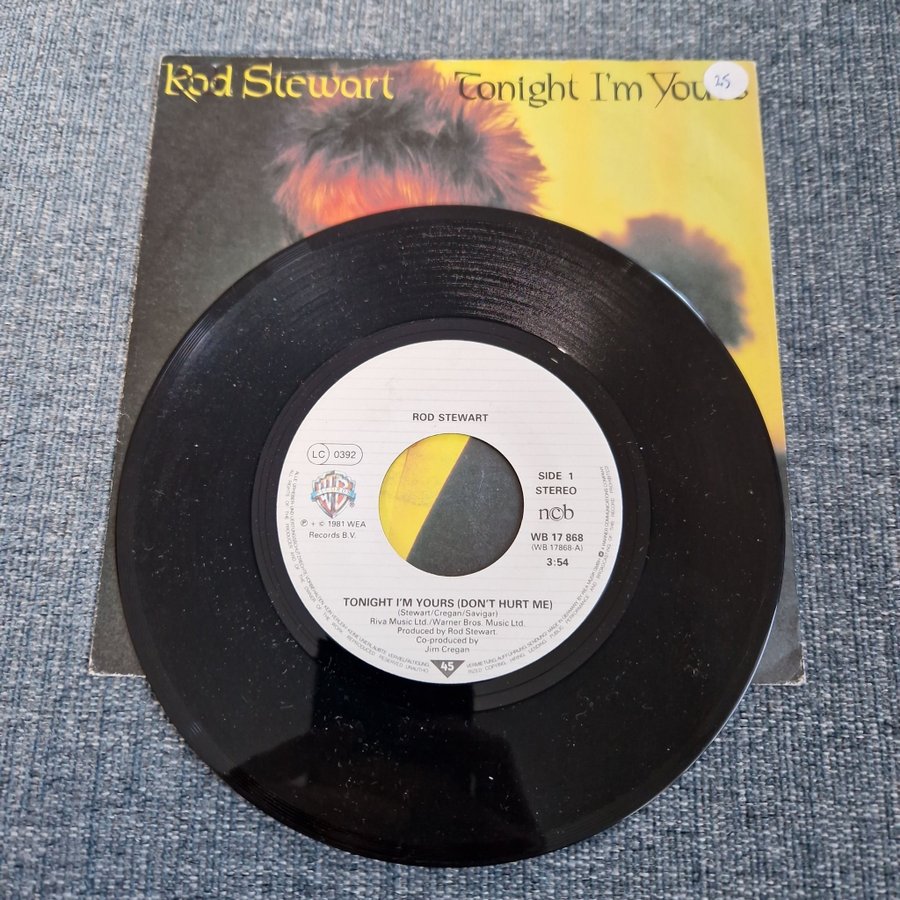 Rod Stewart
Tonight I'm You s
25
ROD STEWART
LC 0392
SIDE 1
STEREO
ncb
℗ + © 1981 WEA
Records B.V.
WB 17 868
(WB 17868-A)
3:54
TONIGHT I'M YOURS (DON'T HURT ME)
(Stewart/Cregan/Savigar)
Riva Music Ltd./Warner Bros. Music Ltd.
Produced by Rod Stewart.
Co-produced by
Jim Cregan
45